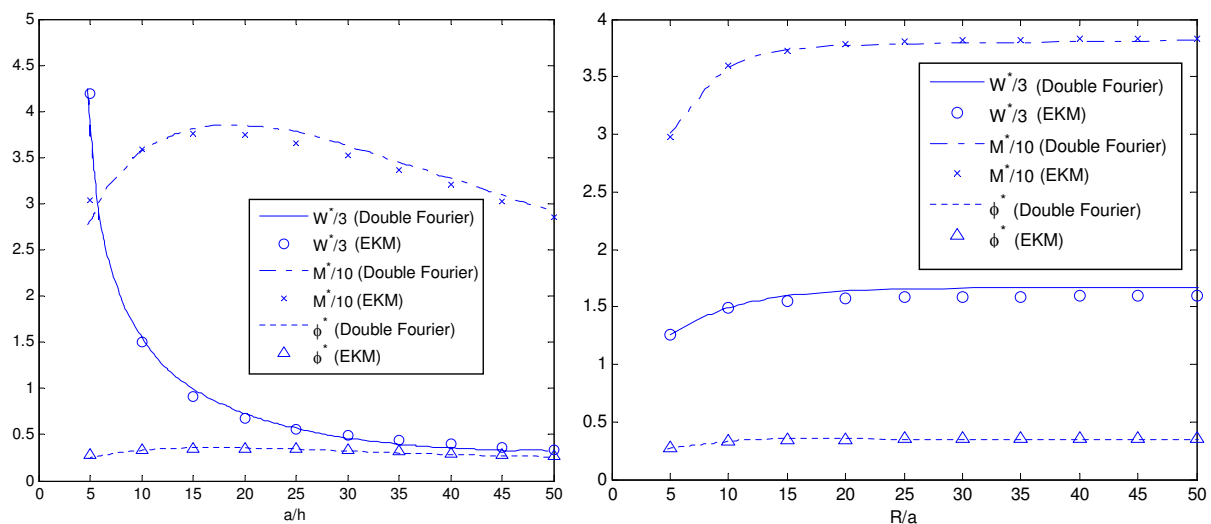 5
4.5
4
3.5
3
2.5
2
1.5
1
0.5
0
0 5 10 15 20 25 30 35 40 45 50
a/h
W*/3 (Double Fourier)
W*/3 (EKM)
M*/10 (Double Fourier)
M*/10 (EKM)
ϕ* (Double Fourier)
ϕ* (EKM)
4
3.5
3
2.5
2
1.5
1
0.5
0
0 5 10 15 20 25 30 35 40 45 50
R/a
W*/3 (Double Fourier)
W*/3 (EKM)
M*/10 (Double Fourier)
M*/10 (EKM)
ϕ* (Double Fourier)
ϕ* (EKM)